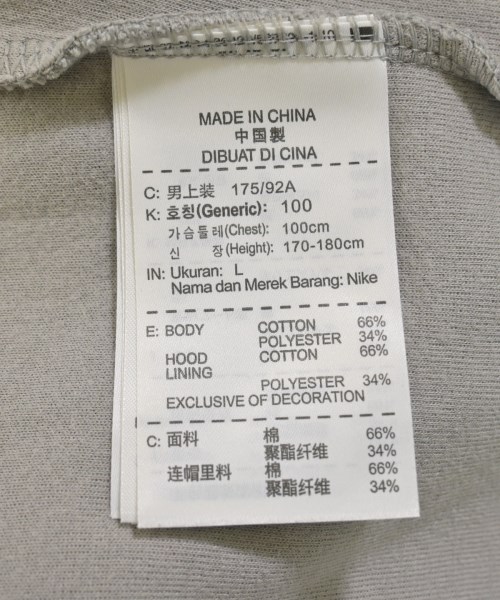 MADE IN CHINA
中国製
DIBUAT DI CINA
C: 男上装 175/92A
K: 호칭(Generic): 100
가슴둘레(Chest): 100cm
신 장(Height): 170-180cm
IN: Ukuran: L
Nama dan Merek Barang: Nike
E: BODY COTTON 66%
POLYESTER 34%
HOOD COTTON 66%
LINING
POLYESTER 34%
EXCLUSIVE OF DECORATION
C: 面料 棉 66%
聚酯纤维 34%
连帽里料 棉 66%
聚酯纤维 34%